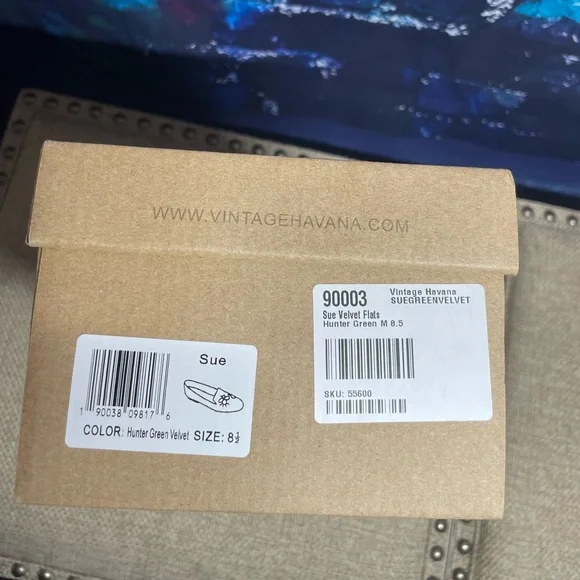 WWW.VINTAGEHAVANA.COM
90003
Vintage Havana
SUEGREENVELVET
Sue Velvet Flats
Hunter Green M 8.5
SKU: 55600
Sue
1 90038 09817 6
COLOR: Hunter Green Velvet SIZE: 8½